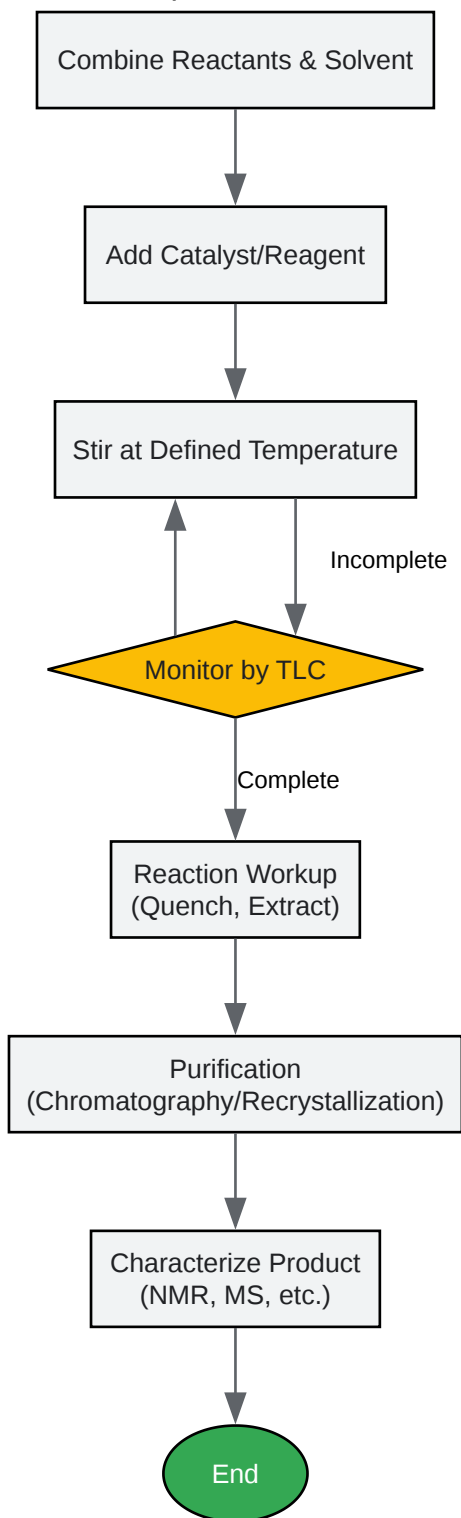 Combine Reactants & Solvent
Add Catalyst/Reagent
Stir at Defined Temperature
Incomplete
Monitor by TLC
Complete
Reaction Workup
(Quench, Extract)
Purification
(Chromatography/Recrystallization)
Characterize Product
(NMR, MS, etc.)
End